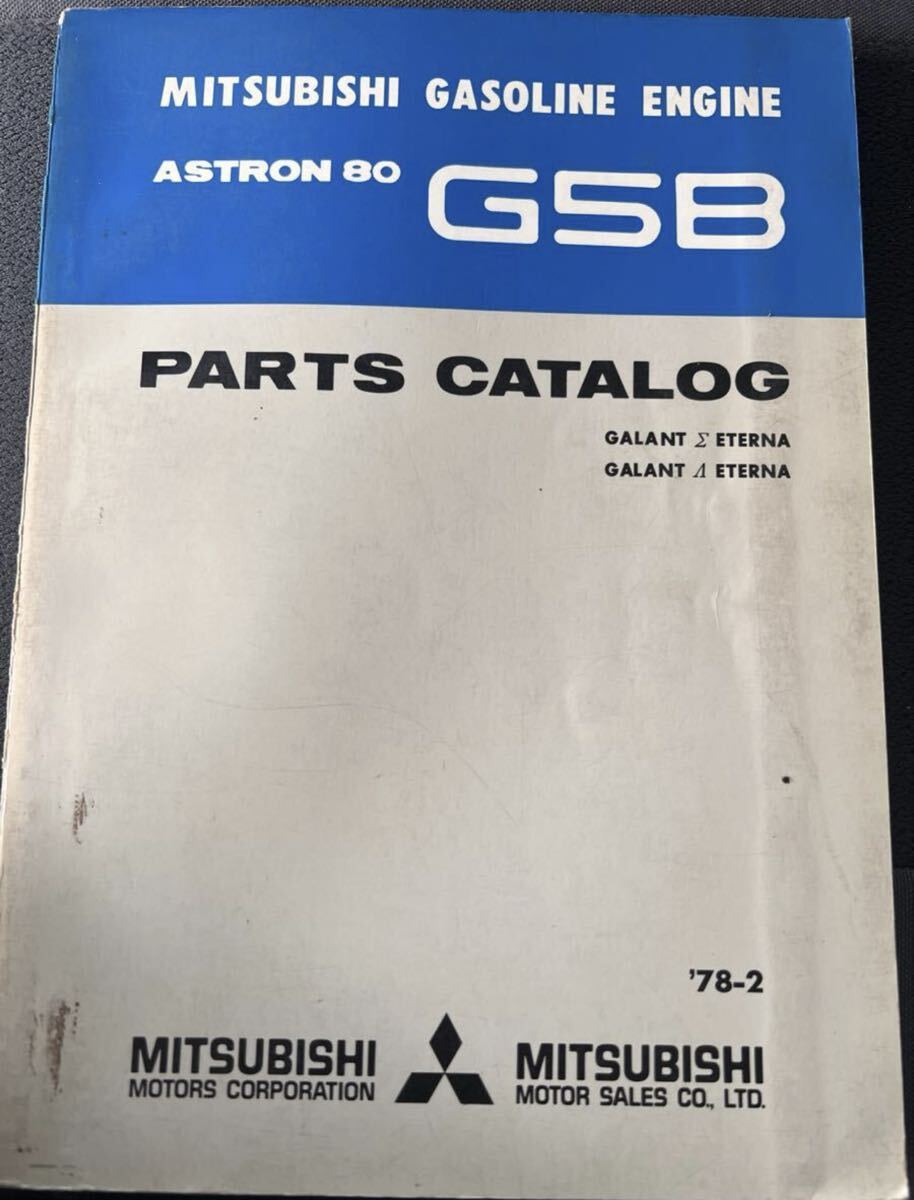 MITSUBISHI GASOLINE ENGINE
ASTRON 80 G5B
PARTS CATALOG
GALANT Σ ETERNA
GALANT Λ ETERNA
'78-2
MITSUBISHI MITSUBISHI
MOTORS CORPORATION MOTOR SALES CO., LTD.